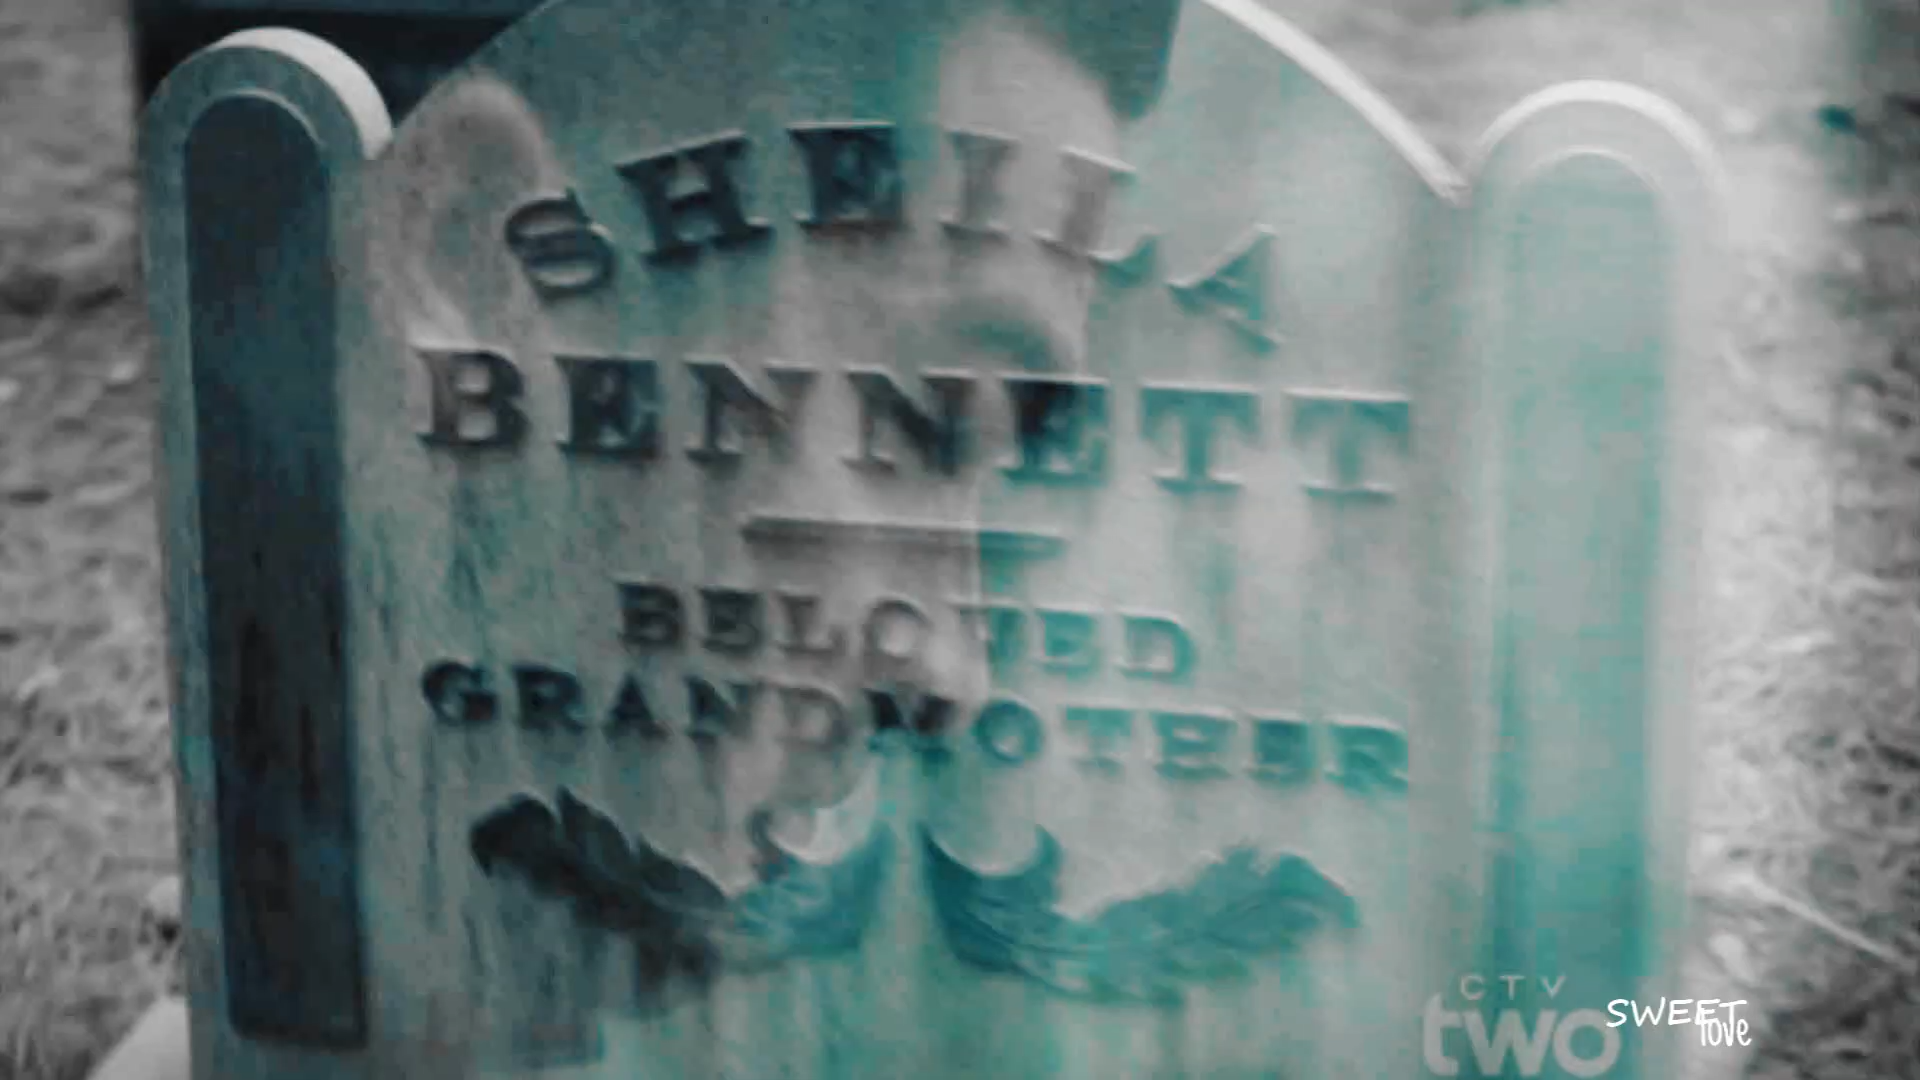 SHEILA
BENNETT
BELOVED
GRANDMOTHER
CTV
two
SWEET
love